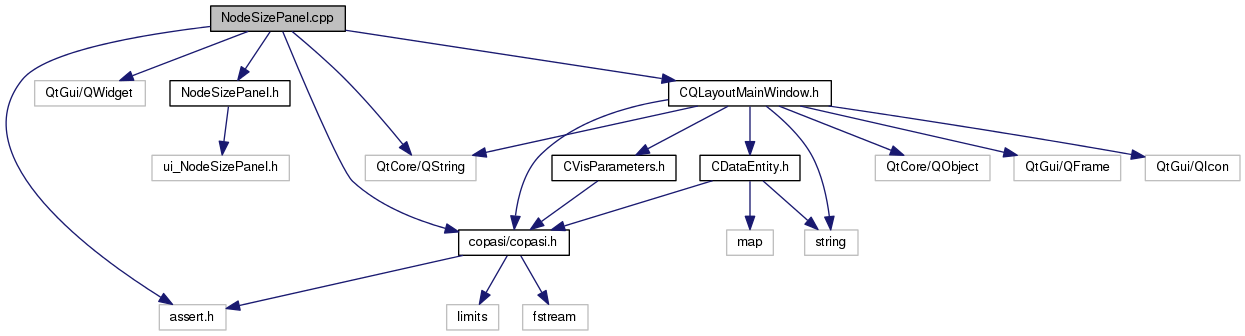 NodeSizePanel.cpp
QtGui/QWidget
NodeSizePanel.h
CQLayoutMainWindow.h
ui_NodeSizePanel.h
QtCore/QString
CVisParameters.h
CDataEntity.h
QtCore/QObject
QtGui/QFrame
QtGui/QIcon
copasi/copasi.h
map
string
assert.h
limits
fstream